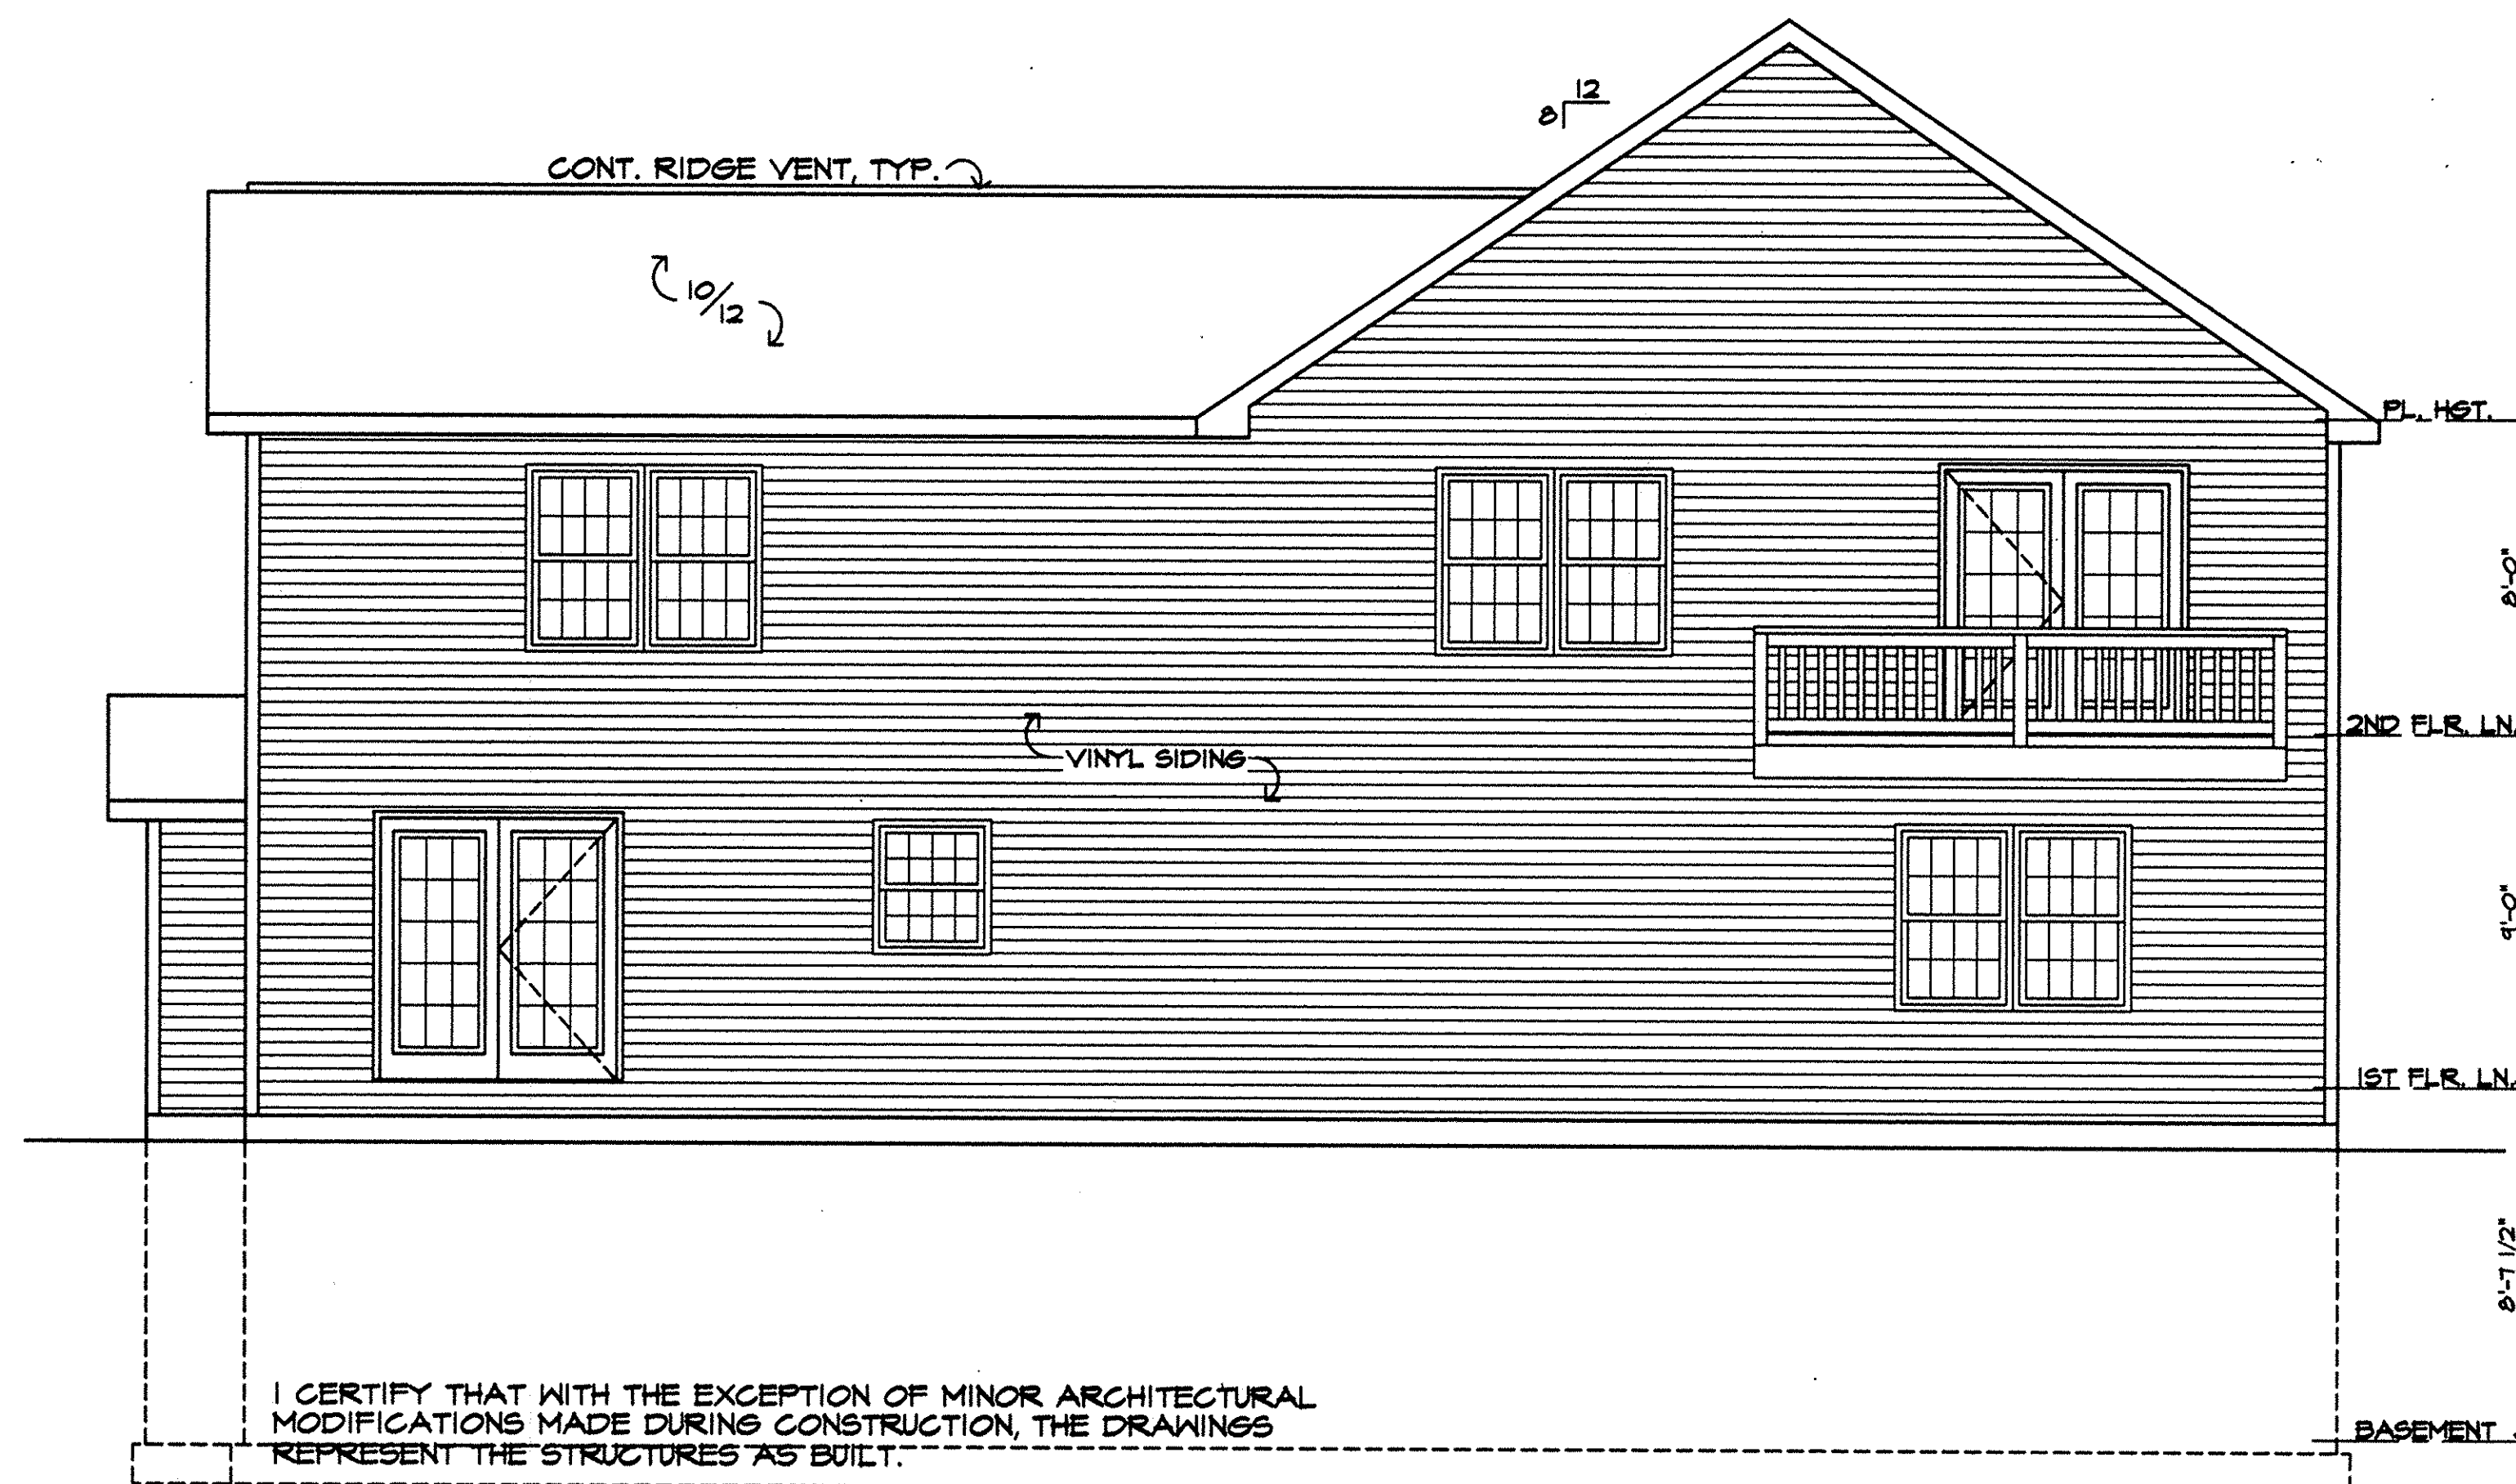 12
8
CONT. RIDGE VENT, TYP.
10/12
PL. HGT.
8'-0"
2ND FLR. LN.
VINYL SIDING
9'-0"
1ST FLR. LN.
8'-7 1/2"
I CERTIFY THAT WITH THE EXCEPTION OF MINOR ARCHITECTURAL
MODIFICATIONS MADE DURING CONSTRUCTION, THE DRAWINGS
REPRESENT THE STRUCTURES AS BUILT.
BASEMENT